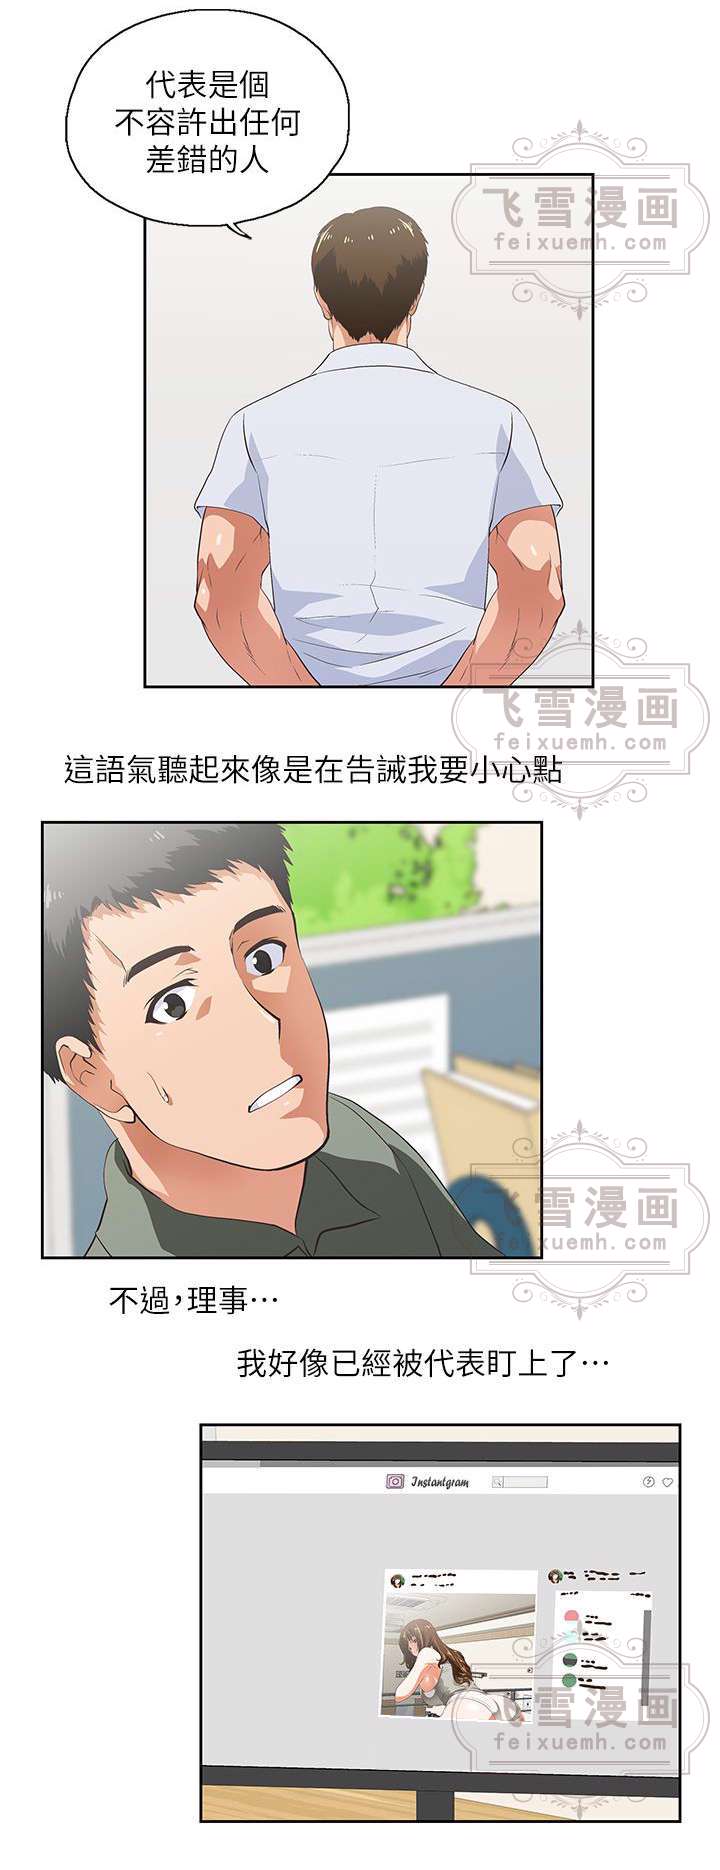 代表是個
不容許出任何
差錯的人
飞雪漫画
feixuemh.com
飞雪漫画
feixuemh.com
這語氣聽起來像是在告誡我要小心點
飞雪漫画
feixuemh.com
不過，理事…
我好像已經被代表盯上了…
Instantgram
飞雪漫画
feixuemh.com